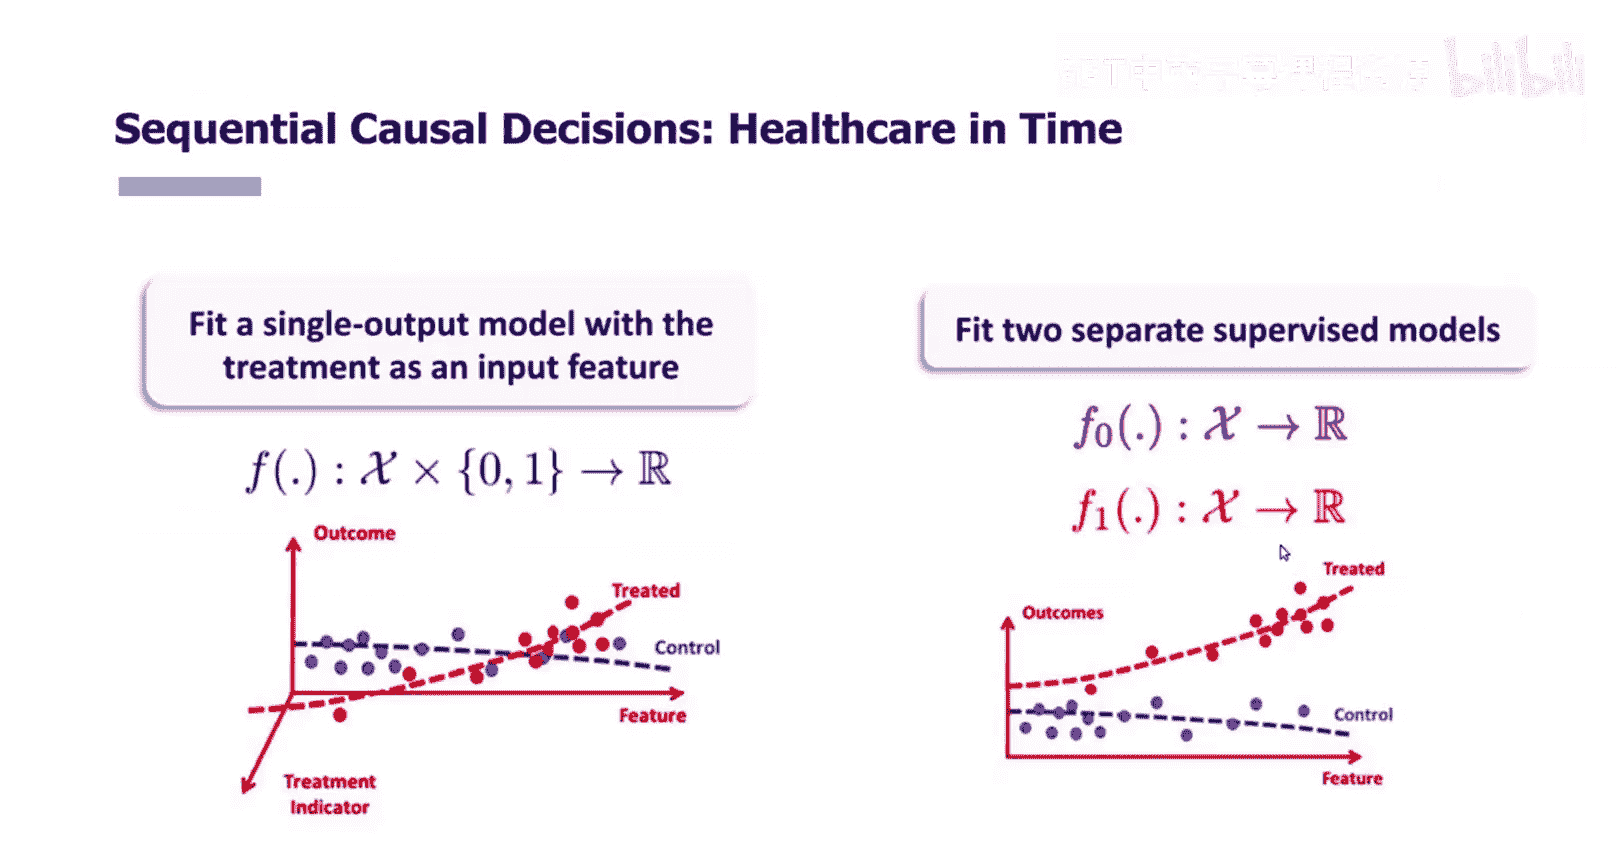 bilibili
Sequential Causal Decisions: Healthcare in Time
Fit a single-output model with the
treatment as an input feature
f(.) : 𝒳 × {0, 1} → ℝ
Outcome
Treated
Control
Feature
Treatment
Indicator
Fit two separate supervised models
f₀(.) : 𝒳 → ℝ
f₁(.) : 𝒳 → ℝ
Treated
Outcomes
Control
Feature